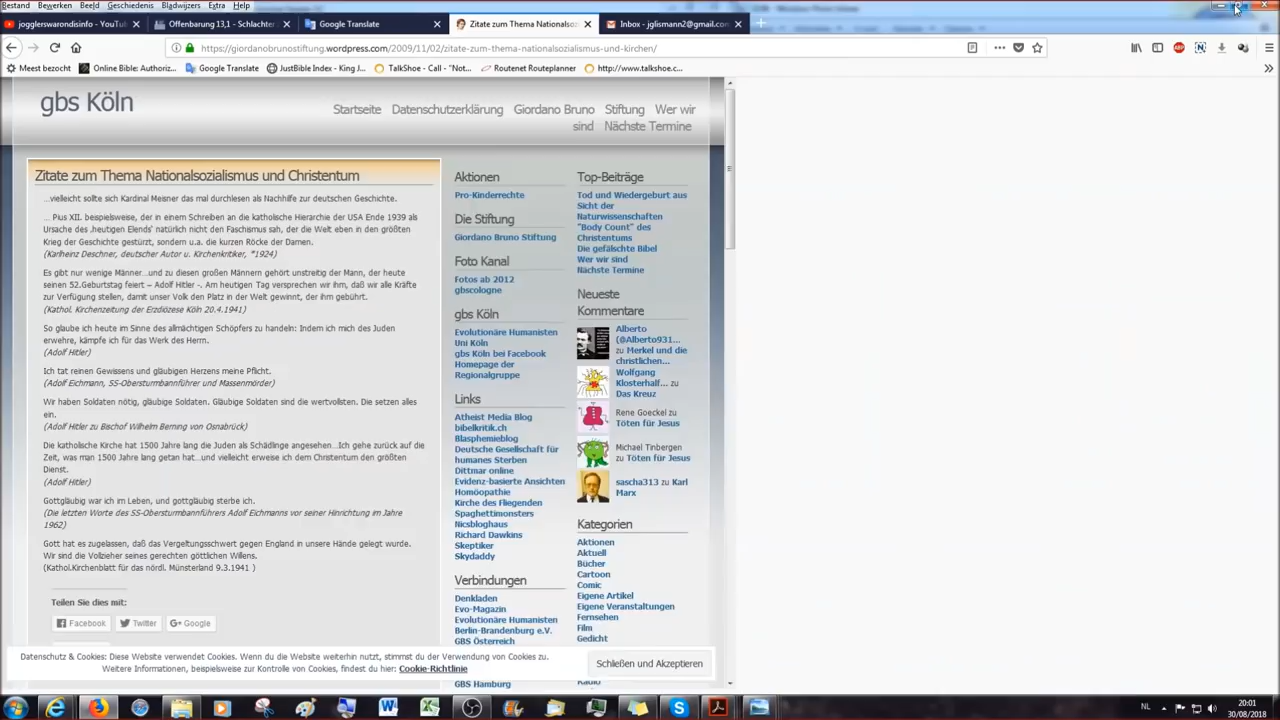 Bestand Bewerken Beeld Geschiedenis Bladwijzers Extra Help
jogglerswarondsinfo - YouTu
Offenbarung 13,1 - Schlachter
Google Translate
Zitate zum Thema Nationalsoz
Inbox - jglismann2@gmail.com
https://giordanobrunostiftung.wordpress.com/2009/11/02/zitate-zum-thema-nationalsozialismus-und-kirchen/
Meest bezocht Online Bible: Authoriz... Google Translate JustBible Index - King J... TalkShoe - Call - "Not... Routenet Routeplanner http://www.talkshoe.c...
gbs Köln
Startseite Datenschutzerklärung Giordano Bruno Stiftung Wer wir
sind Nächste Termine
Zitate zum Thema Nationalsozialismus und Christentum
...vielleicht sollte sich Kardinal Meisner das mal durchlesen als Nachhilfe zur deutschen Geschichte.
... Pius XII. beispielsweise, der in einem Schreiben an die katholische Hierarchie der USA Ende 1939 als
Ursache des ‚heutigen Elends' natürlich nicht den Faschismus sah, der die Welt eben in den größten
Krieg der Geschichte gestürzt, sondern u.a. die kurzen Röcke der Damen.
(Karlheinz Deschner, deutscher Autor u. Kirchenkritiker, *1924)
Es gibt nur wenige Männer...und zu diesen großen Männern gehört unstreitig der Mann, der heute
seinen 52.Geburtstag feiert – Adolf Hitler -. Am heutigen Tag versprechen wir ihm, daß wir alle Kräfte
zur Verfügung stellen, damit unser Volk den Platz in der Welt gewinnt, der ihm gebührt.
(Kathol. Kirchenzeitung der Erzdiözese Köln 20.4.1941)
So glaube ich heute im Sinne des allmächtigen Schöpfers zu handeln: Indem ich mich des Juden
erwehre, kämpfe ich für das Werk des Herrn.
(Adolf Hitler)
Ich tat reinen Gewissens und gläubigen Herzens meine Pflicht.
(Adolf Eichmann, SS-Obersturmbannführer und Massenmörder)
Wir haben Soldaten nötig, gläubige Soldaten. Gläubige Soldaten sind die wertvollsten. Die setzen alles
ein.
(Adolf Hitler zu Bischof Wilhelm Berning von Osnabrück)
Die katholische Kirche hat 1500 Jahre lang die Juden als Schädlinge angesehen...Ich gehe zurück auf die
Zeit, was man 1500 Jahre lang getan hat...und vielleicht erweise ich dem Christentum den größten
Dienst.
(Adolf Hitler)
Gottgläubig war ich im Leben, und gottgläubig sterbe ich.
(Die letzten Worte des SS-Obersturmbannführers Adolf Eichmanns vor seiner Hinrichtung im Jahre
1962)
Gott hat es zugelassen, daß das Vergeltungsschwert gegen England in unsere Hände gelegt wurde.
Wir sind die Vollzieher seines gerechten göttlichen Willens.
(Kathol.Kirchenblatt für das nördl. Münsterland 9.3.1941 )
Teilen Sie dies mit:
Facebook Twitter Google
Aktionen
Pro-Kinderrechte
Die Stiftung
Giordano Bruno Stiftung
Foto Kanal
Fotos ab 2012
gbscologne
gbs Köln
Evolutionäre Humanisten
Uni Köln
gbs Köln bei Facebook
Homepage der
Regionalgruppe
Links
Atheist Media Blog
bibelkritik.ch
Blasphemieblog
Deutsche Gesellschaft für
humanes Sterben
Dittmar online
Evidenz-basierte Ansichten
Homöopathie
Kirche des Fliegenden
Spaghettimonsters
Nicsbloghaus
Richard Dawkins
Skeptiker
Skydaddy
Verbindungen
Denkladen
Evo-Magazin
Evolutionäre Humanisten
Berlin-Brandenburg e.V.
GBS Österreich
GBS Hamburg
Top-Beiträge
Tod und Wiedergeburt aus
Sicht der
Naturwissenschaften
"Body Count" des
Christentums
Die gefälschte Bibel
Wer wir sind
Nächste Termine
Neueste
Kommentare
Alberto
(@Alberto931...
zu Merkel und die
christlichen...
Wolfgang
Klosterhalf... zu
Das Kreuz
Rene Goeckel zu
Töten für Jesus
Michael Tinbergen
zu Töten für Jesus
sascha313 zu Karl
Marx
Kategorien
Aktionen
Aktuell
Bücher
Cartoon
Comic
Eigene Artikel
Eigene Veranstaltungen
Fernsehen
Film
Gedicht
Radio
Datenschutz & Cookies: Diese Website verwendet Cookies. Wenn du die Website weiterhin nutzt, stimmst du der Verwendung von Cookies zu.
Weitere Informationen, beispielsweise zur Kontrolle von Cookies, findest du hier: Cookie-Richtlinie
Schließen und Akzeptieren
NL
20:01
30/08/2018